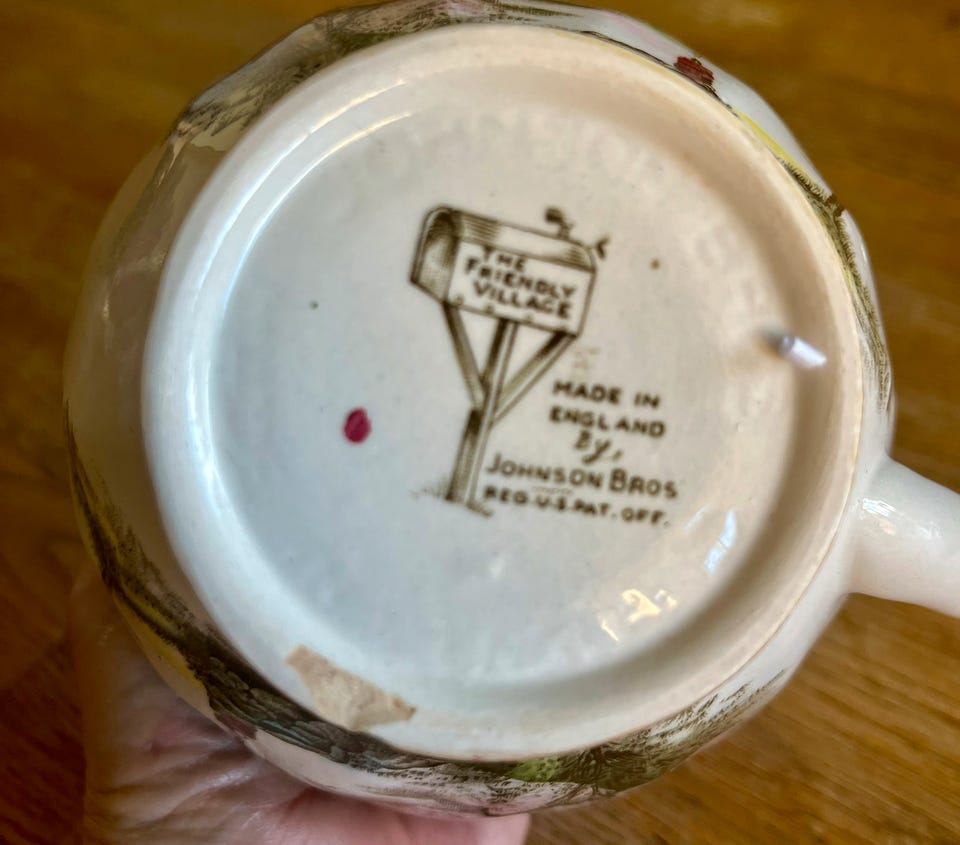 THE
FRIENDLY
VILLAGE
MADE IN
ENGLAND
By,
JOHNSON BROS
REG.U.S.PAT.OFF.